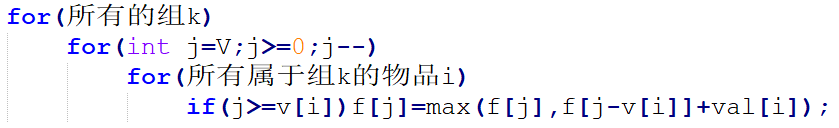 for(所有的组k)
for(int j=V;j>=0;j--)
for(所有属于组k的物品i)
if(j>=v[i])f[j]=max(f[j],f[j-v[i]]+val[i]);